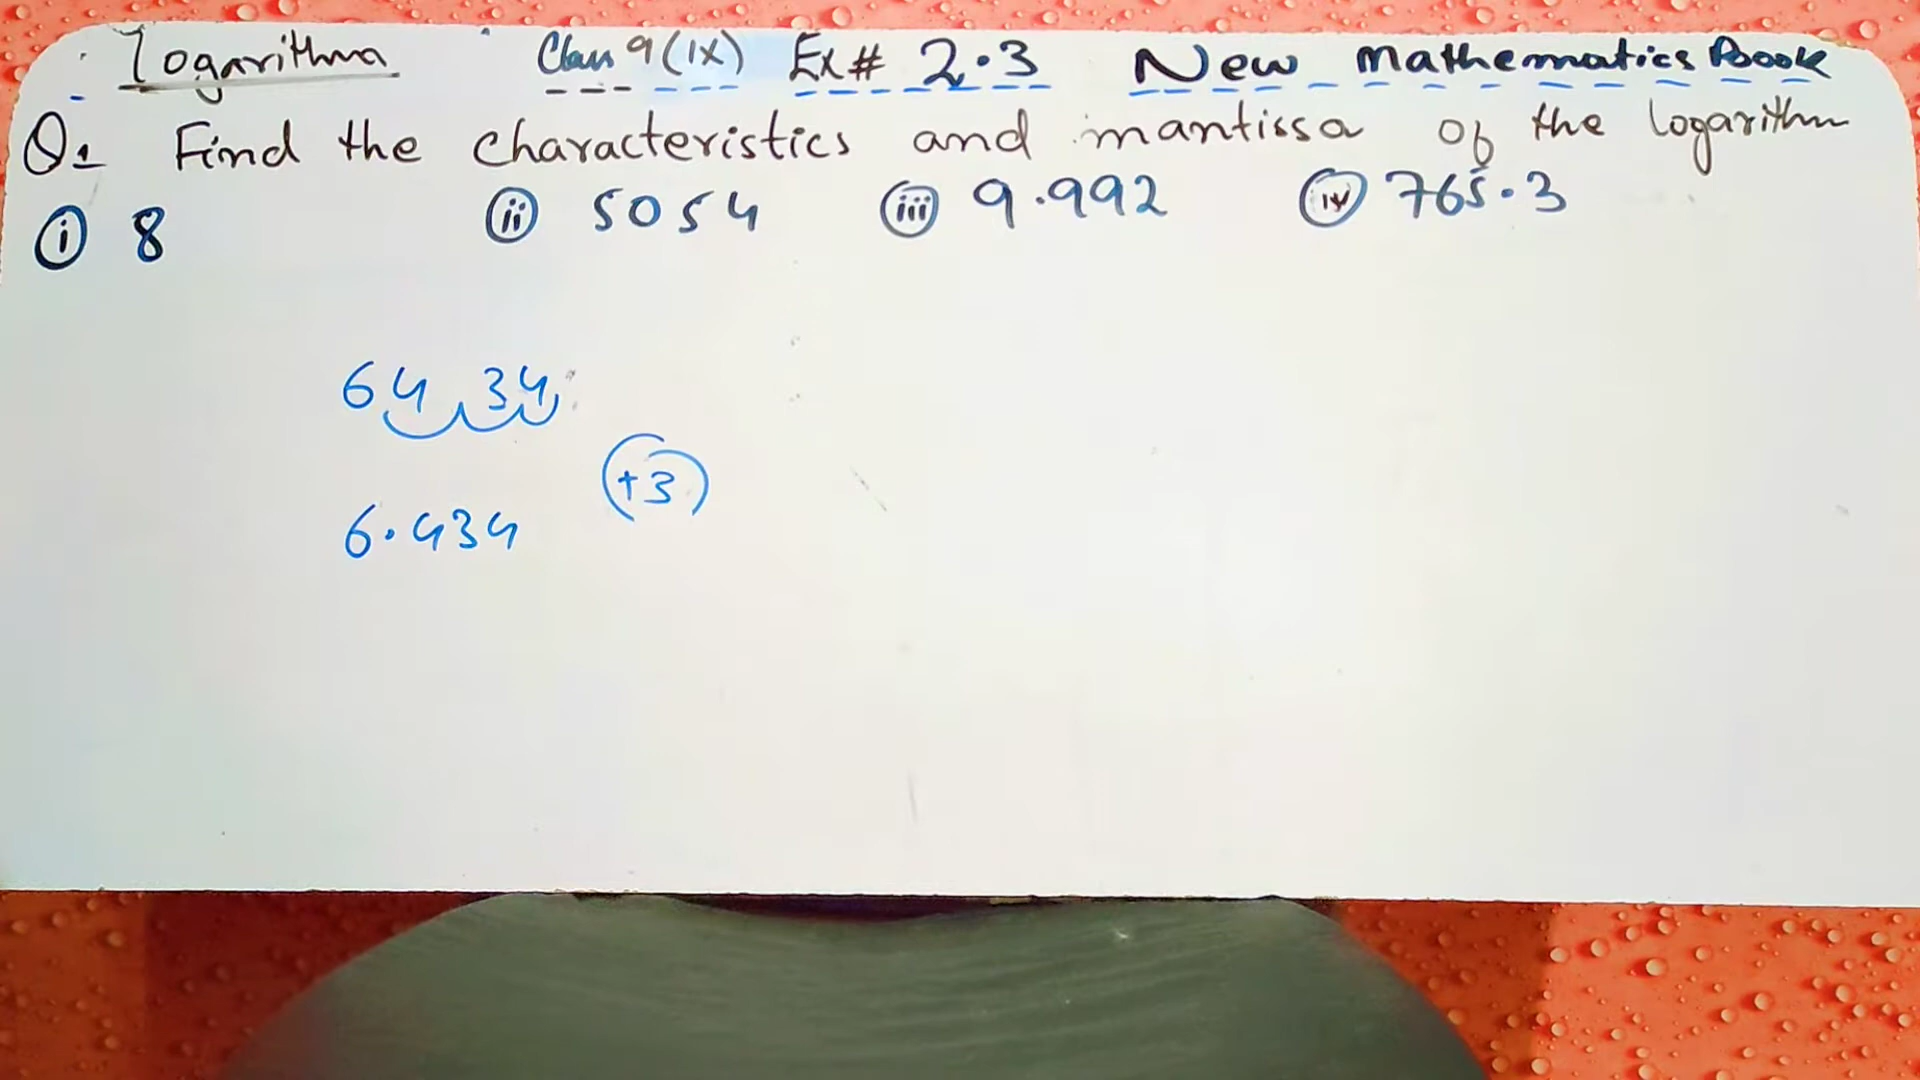 Logarithma Class 9 (IX) Ex# 2.3 New Mathematics Book
Q1 Find the characteristics and mantissa of the logarithm
(i) 8 (ii) 5054 (iii) 9.992 (iv) 765.3
6434
+3
6.434